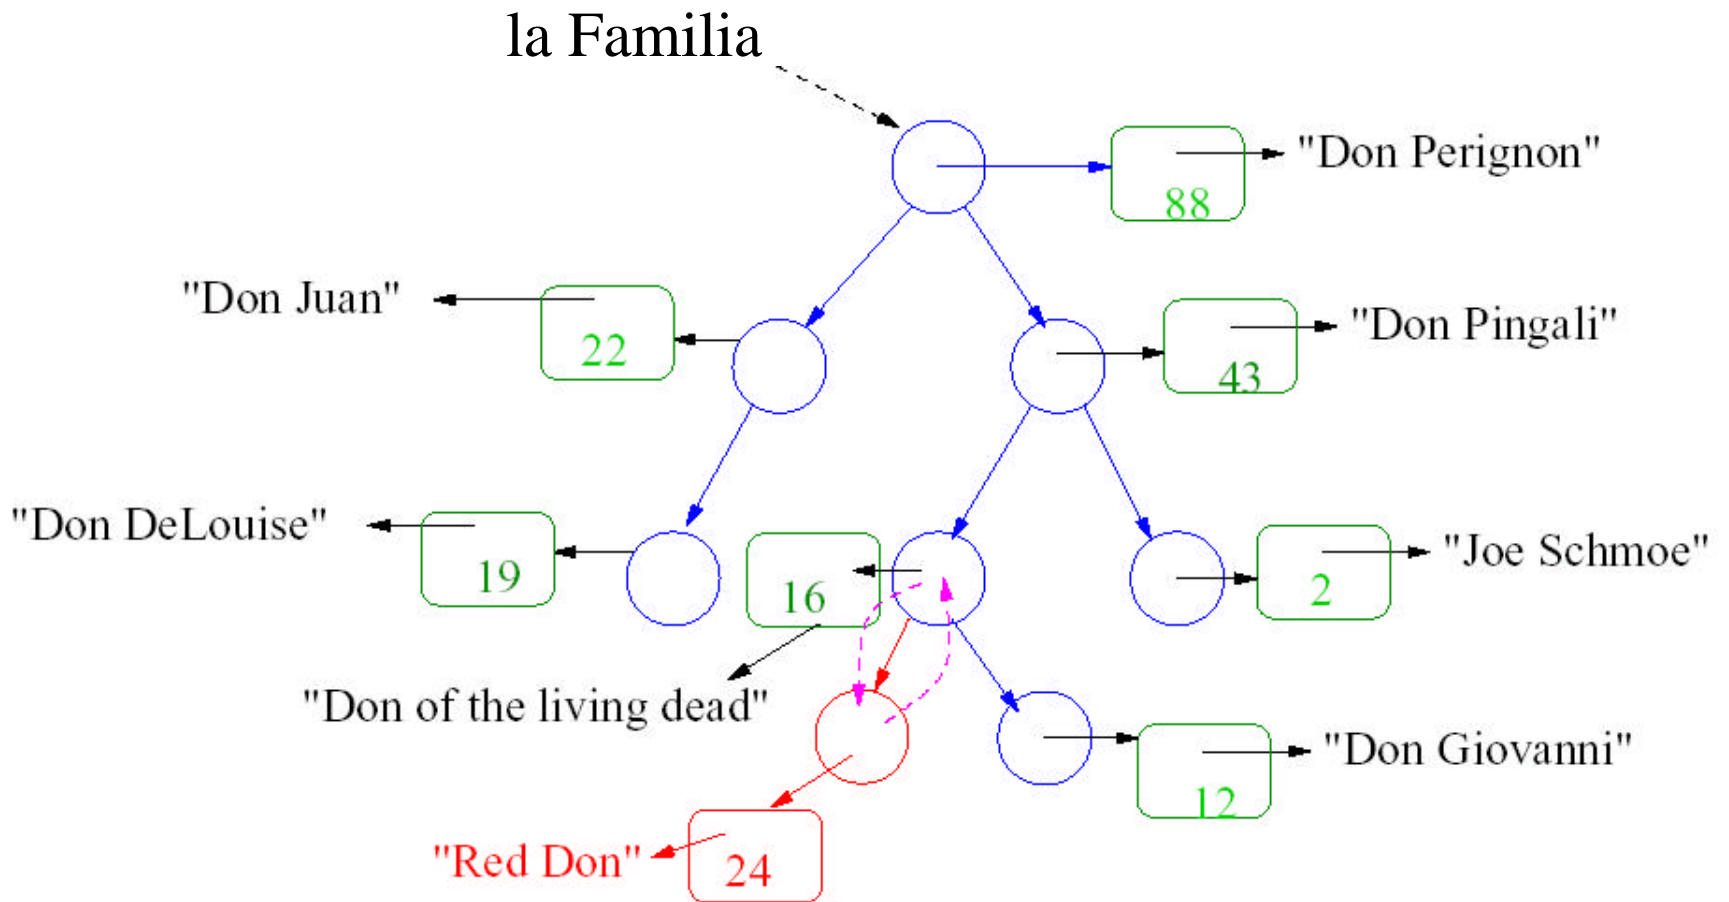 la Familia
"Don Perignon"
88
"Don Juan"
22
"Don Pingali"
43
"Don DeLouise"
19
16
"Joe Schmoe"
2
"Don of the living dead"
"Don Giovanni"
12
"Red Don"
24